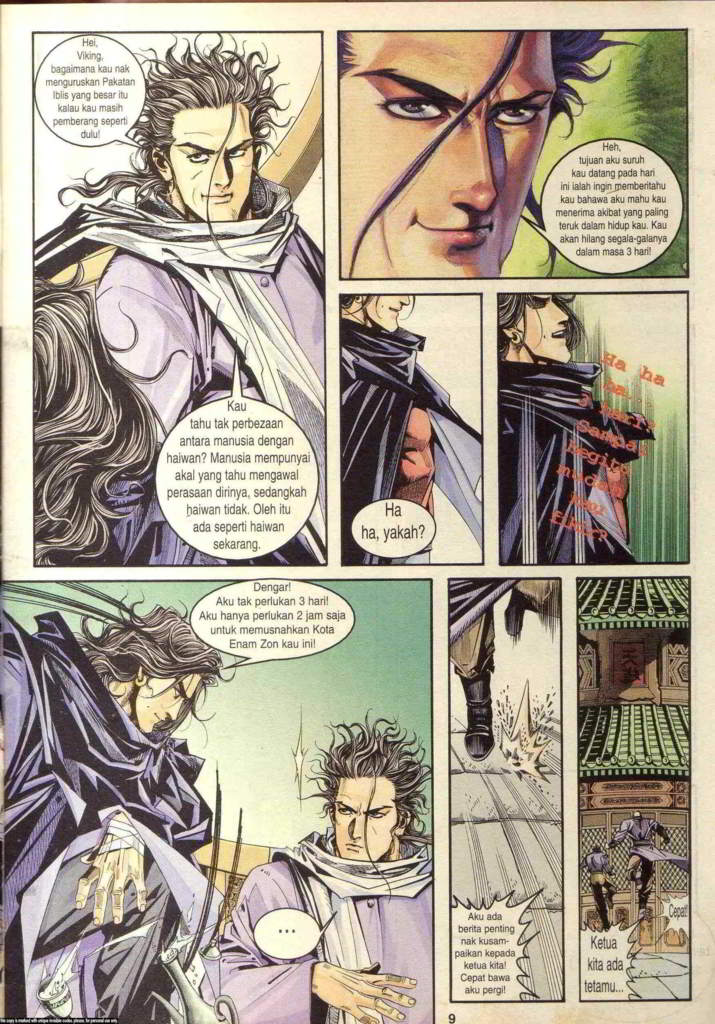 Hei,
Viking,
bagaimana kau nak
menguruskan Pakatan
Iblis yang besar itu
kalau kau masih
pemberang seperti
dulu!
Heh,
tujuan aku suruh
kau datang pada hari
ini ialah ingin memberitahu
kau bahawa aku mahu kau
menerima akibat yang paling
teruk dalam hidup kau. Kau
akan hilang segala-galanya
dalam masa 3 hari!
Kau
tahu tak perbezaan
antara manusia dengan
haiwan? Manusia mempunyai
akal yang tahu mengawal
perasaan dirinya, sedangkah
haiwan tidak. Oleh itu
ada seperti haiwan
sekarang.
Ha
ha, yakah?
Ha ha
ha...
3 hari?
Sampai
begitu
Dengar!
Aku tak perlukan 3 hari!
Aku hanya perlukan 2 jam saja
untuk memusnahkan Kota
Enam Zon kau ini!
...
Aku ada
berita penting
nak kusam-
paikan kepada
ketua kita!
Cepat bawa
aku pergi!
Cepat!
Ketua
kita ada
tetamu...
9